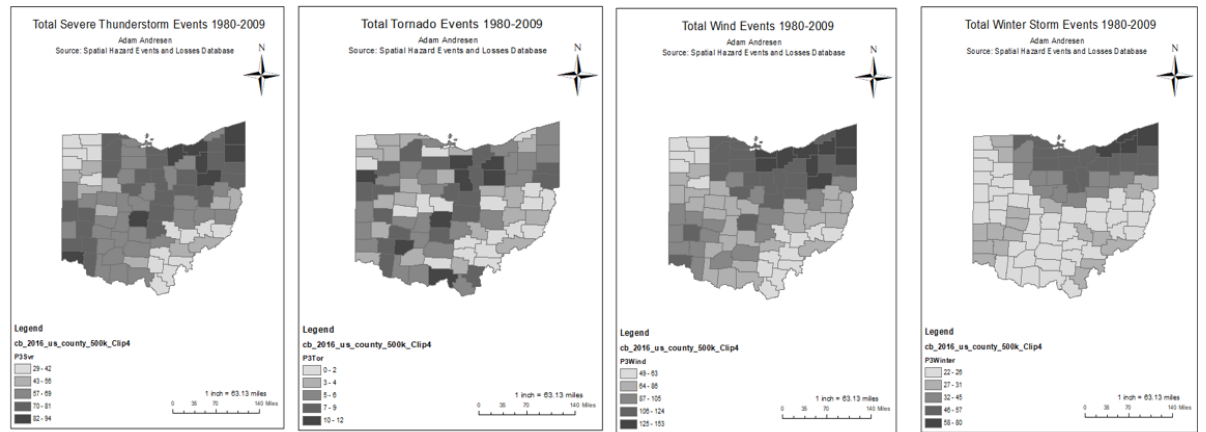 Total Severe Thunderstorm Events 1980-2009
Adam Andresen
Source: Spatial Hazard Events and Losses Database
N
Legend
cb_2016_us_county_500k_Clip4
P3Svr
29 - 42
43 - 56
57 - 69
70 - 81
82 - 94
1 inch = 63.13 miles
0 35 70 140 Miles
Total Tornado Events 1980-2009
Adam Andresen
Source: Spatial Hazard Events and Losses Database
N
Legend
cb_2016_us_county_500k_Clip4
P3Tor
0 - 2
3 - 4
5 - 6
7 - 9
10 - 12
1 inch = 63.13 miles
0 35 70 140 Miles
Total Wind Events 1980-2009
Adam Andresen
Source: Spatial Hazard Events and Losses Database
N
Legend
cb_2016_us_county_500k_Clip4
P3Wind
48 - 63
64 - 86
87 - 105
106 - 124
125 - 153
1 inch = 63.13 miles
0 35 70 140 Miles
Total Winter Storm Events 1980-2009
Adam Andresen
Source: Spatial Hazard Events and Losses Database
N
Legend
cb_2016_us_county_500k_Clip4
P3Winter
22 - 26
27 - 31
32 - 45
46 - 57
58 - 80
1 inch = 63.13 miles
0 35 70 140 Miles